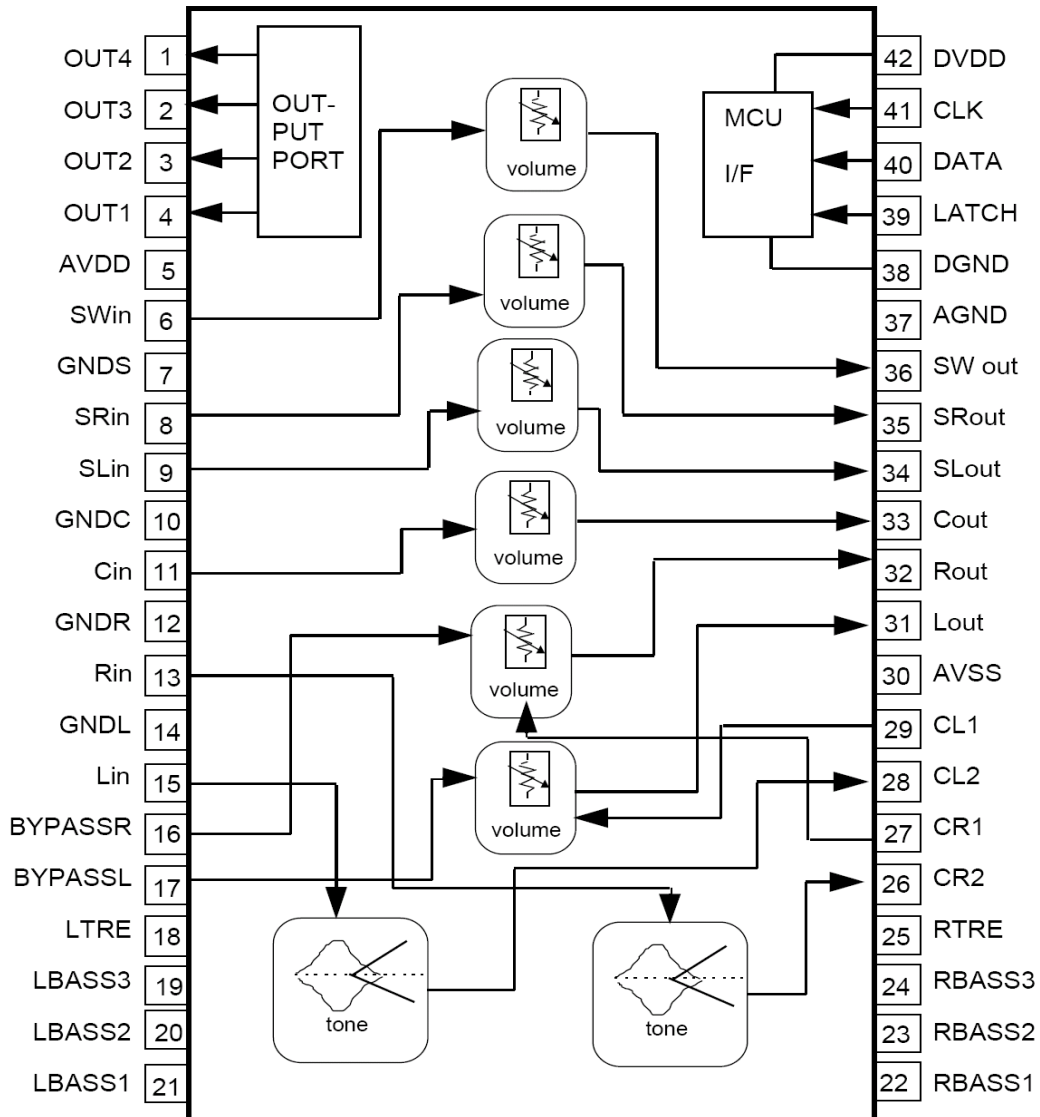 OUT4 1
OUT3 2
OUT2 3
OUT1 4
AVDD 5
SWin 6
GNDS 7
SRin 8
SLin 9
GNDC 10
Cin 11
GNDR 12
Rin 13
GNDL 14
Lin 15
BYPASSR 16
BYPASSL 17
LTRE 18
LBASS3 19
LBASS2 20
LBASS1 21
OUT-
PUT
PORT
volume
volume
volume
volume
volume
volume
tone
tone
MCU
I/F
42 DVDD
41 CLK
40 DATA
39 LATCH
38 DGND
37 AGND
36 SW out
35 SRout
34 SLout
33 Cout
32 Rout
31 Lout
30 AVSS
29 CL1
28 CL2
27 CR1
26 CR2
25 RTRE
24 RBASS3
23 RBASS2
22 RBASS1